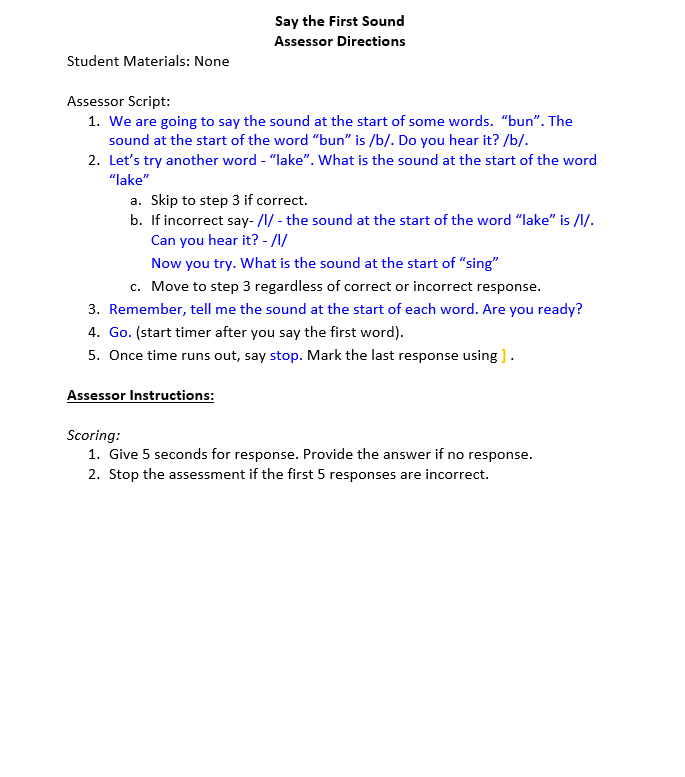 Say the First Sound
Assessor Directions
Student Materials: None
Assessor Script:
1. We are going to say the sound at the start of some words.  “bun”. The
sound at the start of the word “bun” is /b/. Do you hear it? /b/.
2. Let’s try another word - “lake”. What is the sound at the start of the word
“lake”
a. Skip to step 3 if correct.
b. If incorrect say- /l/ - the sound at the start of the word “lake” is /l/.
Can you hear it? - /l/
Now you try. What is the sound at the start of “sing”
c. Move to step 3 regardless of correct or incorrect response.
3. Remember, tell me the sound at the start of each word. Are you ready?
4. Go. (start timer after you say the first word).
5. Once time runs out, say stop. Mark the last response using ] .
Assessor Instructions:
Scoring:
1. Give 5 seconds for response. Provide the answer if no response.
2. Stop the assessment if the first 5 responses are incorrect.